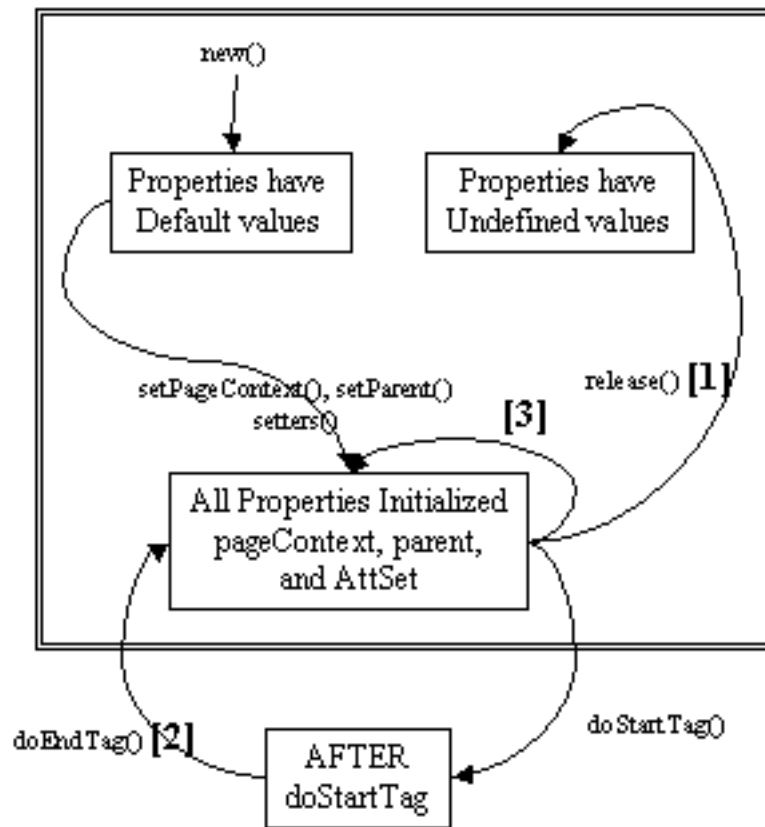 new()
Properties have
Default values
Properties have
Undefined values
setPageContext(), setParent()
setters()
release() [1]
[3]
All Properties Initialized
pageContext, parent,
and AttSet
doEndTag() [2]
doStartTag()
AFTER
doStartTag